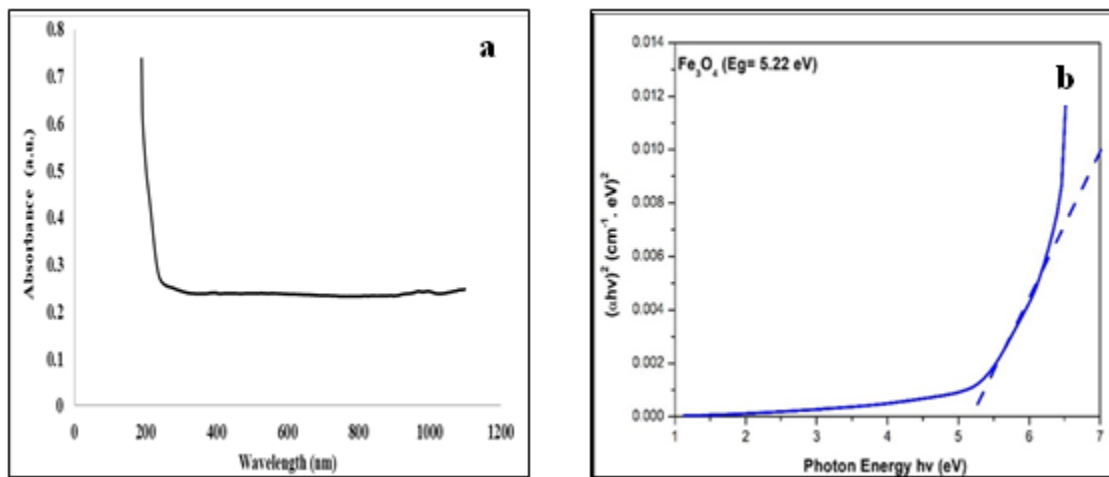 a
0.8
0.7
0.6
0.5
0.4
0.3
0.2
0.1
0
0 200 400 600 800 1000 1200
Absorbance (a.u.)
Wavelength (nm)
b
Fe₃O₄ (Eg= 5.22 eV)
0.014
0.012
0.010
0.008
0.006
0.004
0.002
0.000
1 2 3 4 5 6 7
(αhν)² (cm⁻¹. eV)²
Photon Energy hν (eV)